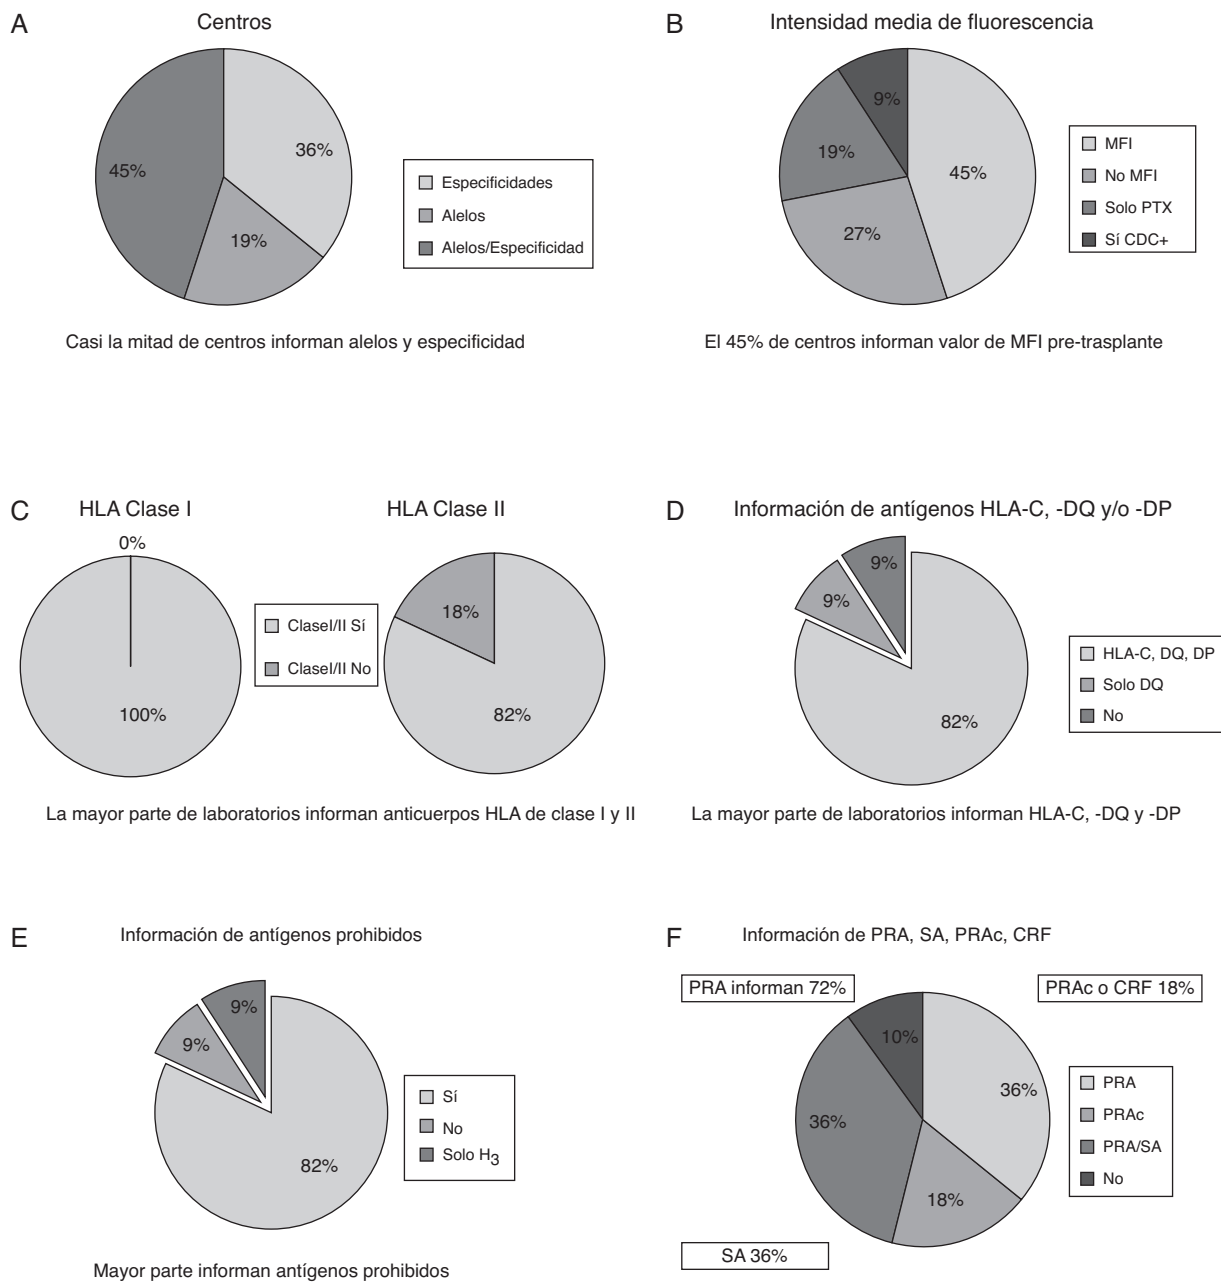 A
Centros
36%
45%
19%
Especificidades
Alelos
Alelos/Especificidad
Casi la mitad de centros informan alelos y especificidad
B
Intensidad media de fluorescencia
9%
19%
45%
27%
MFI
No MFI
Solo PTX
Sí CDC+
El 45% de centros informan valor de MFI pre-trasplante
C
HLA Clase I
0%
100%
ClaseI/II Sí
ClaseI/II No
HLA Clase II
18%
82%
La mayor parte de laboratorios informan anticuerpos HLA de clase I y II
D
Información de antígenos HLA-C, -DQ y/o -DP
9%
9%
82%
HLA-C, DQ, DP
Solo DQ
No
La mayor parte de laboratorios informan HLA-C, -DQ y -DP
E
Información de antígenos prohibidos
9%
9%
82%
Sí
No
Solo H3
Mayor parte informan antígenos prohibidos
F
Información de PRA, SA, PRAc, CRF
PRA informan 72%
PRAc o CRF 18%
10%
36%
36%
18%
PRA
PRAc
PRA/SA
No
SA 36%